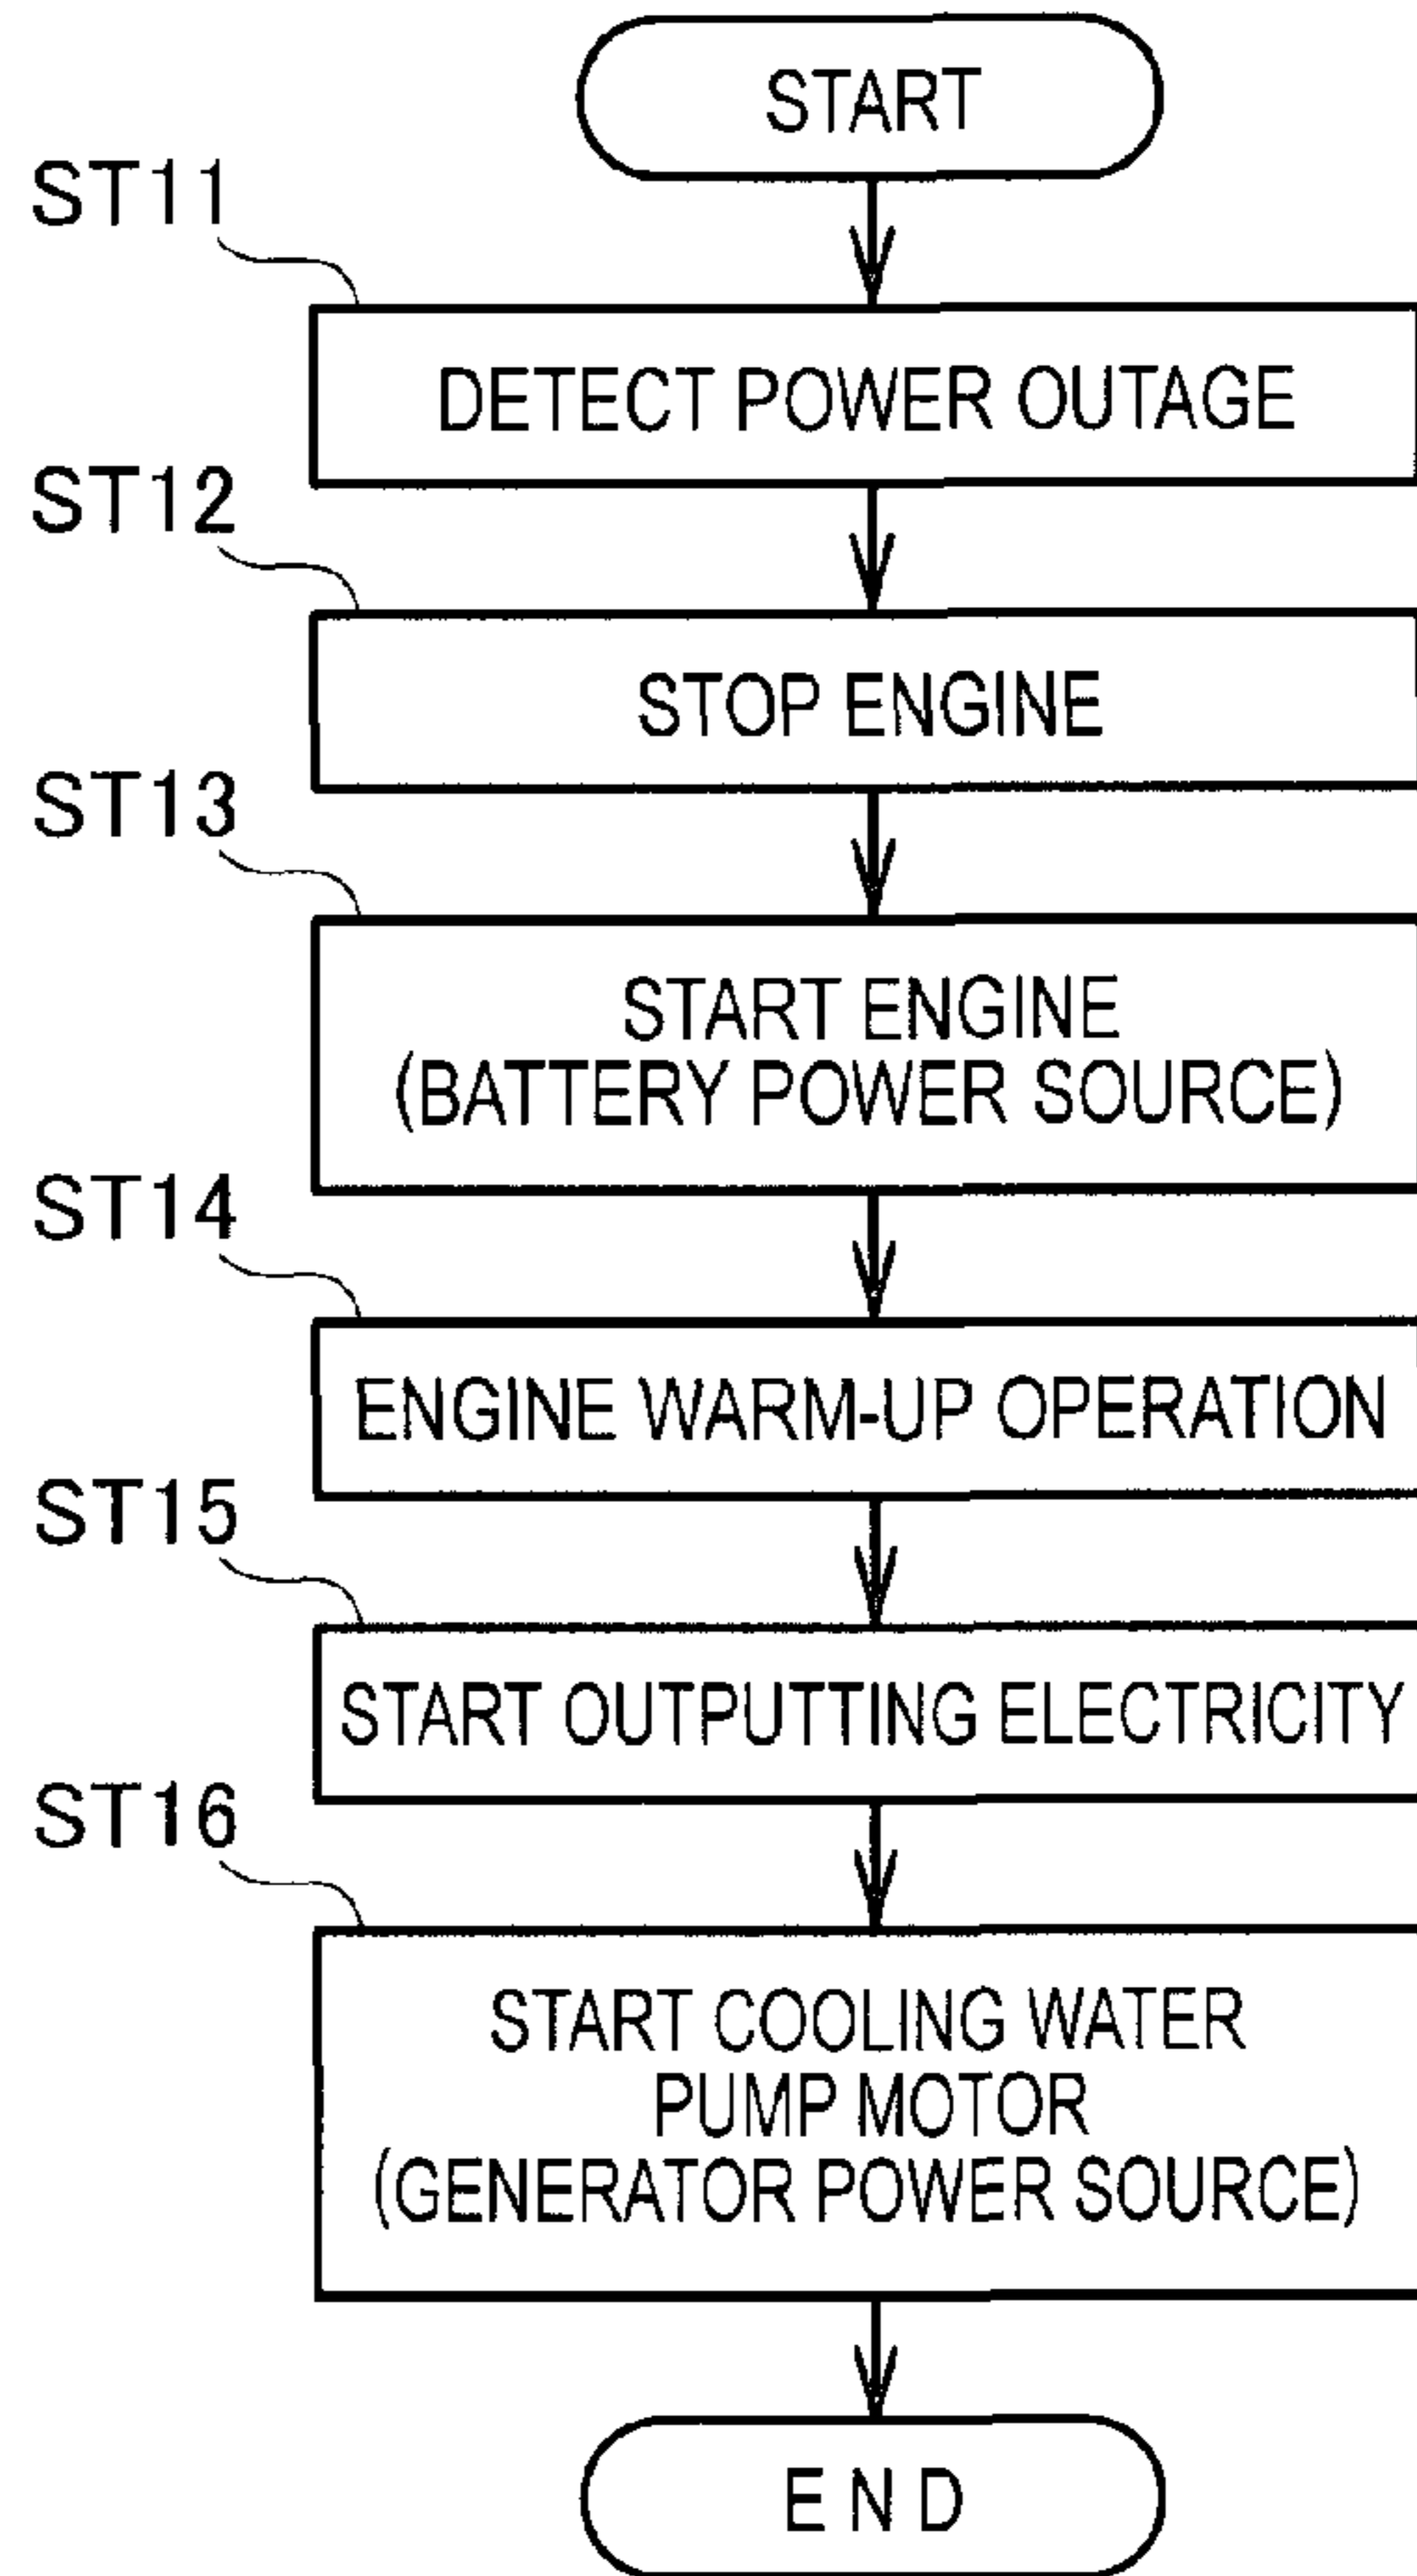 START
ST11
DETECT POWER OUTAGE
ST12
STOP ENGINE
ST13
START ENGINE
(BATTERY POWER SOURCE)
ST14
ENGINE WARM-UP OPERATION
ST15
START OUTPUTTING ELECTRICITY
ST16
START COOLING WATER
PUMP MOTOR
(GENERATOR POWER SOURCE)
END